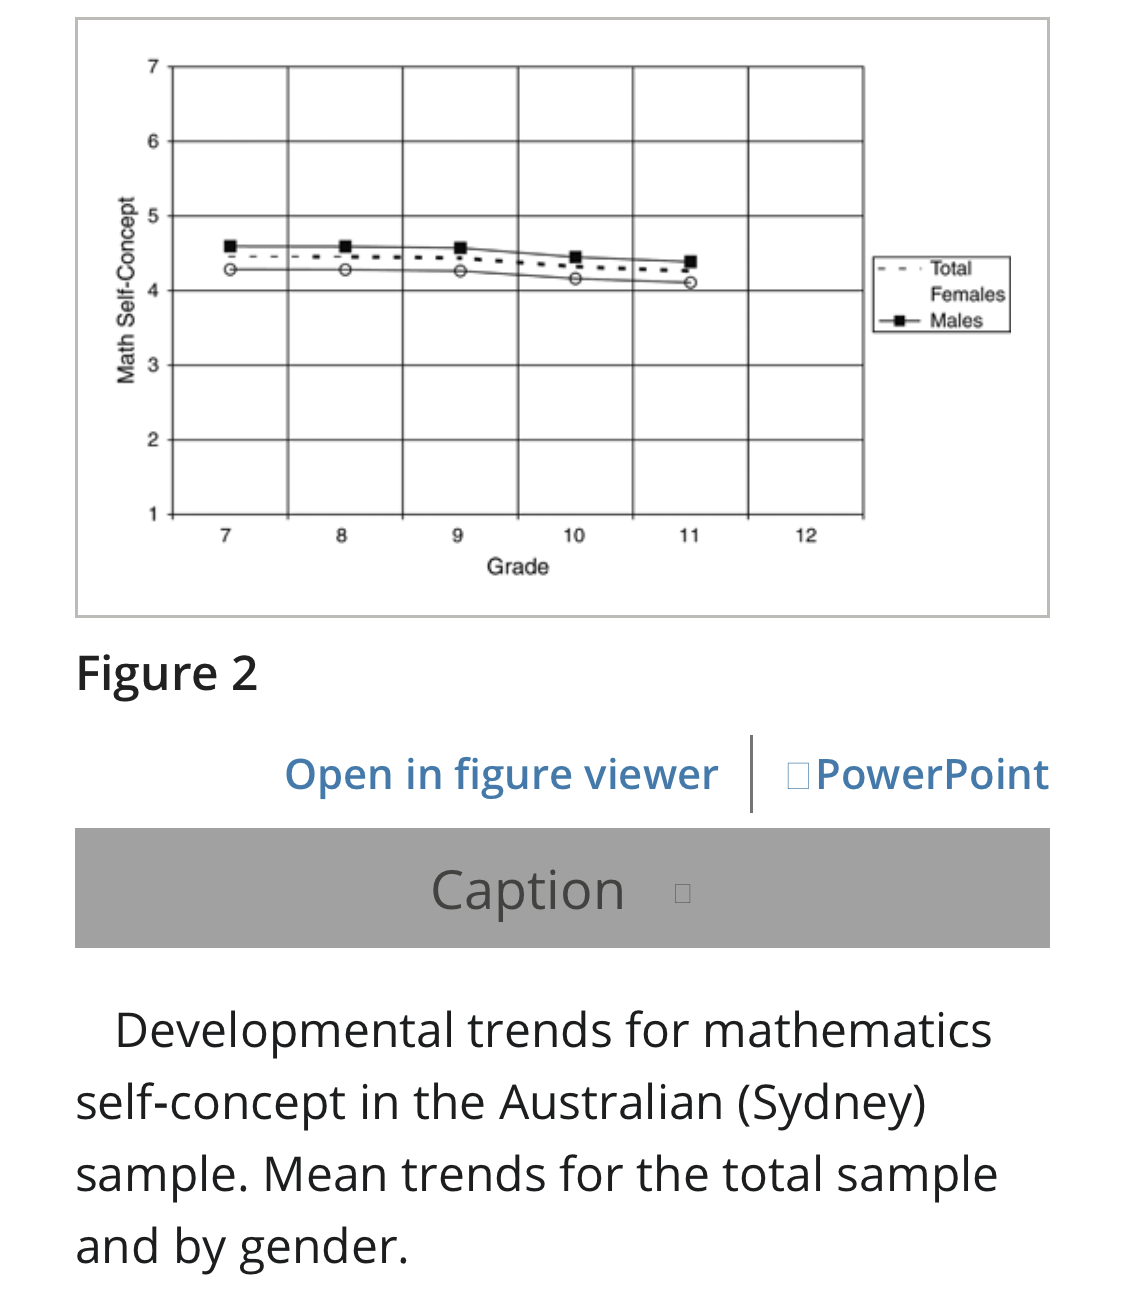 7
6
5
4
3
2
1
Math Self-Concept
7 8 9 10 11 12
Grade
Total
Females
Males
Figure 2
Open in figure viewer
PowerPoint
Caption
Developmental trends for mathematics
self-concept in the Australian (Sydney)
sample. Mean trends for the total sample
and by gender.